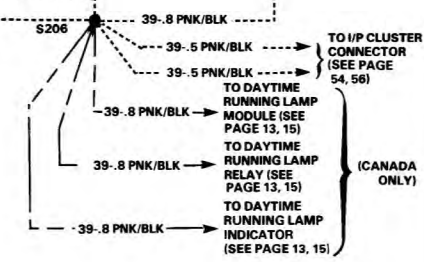 39-.8 PNK/BLK
S206
39-.5 PNK/BLK
39-.5 PNK/BLK
TO I/P CLUSTER
CONNECTOR
(SEE PAGE
54, 56)
39-.8 PNK/BLK
TO DAYTIME
RUNNING LAMP
MODULE (SEE
PAGE 13, 15)
39-.8 PNK/BLK
TO DAYTIME
RUNNING LAMP
RELAY (SEE
PAGE 13, 15)
39-.8 PNK/BLK
TO DAYTIME
RUNNING LAMP
INDICATOR
(SEE PAGE 13, 15)
(CANADA
ONLY)